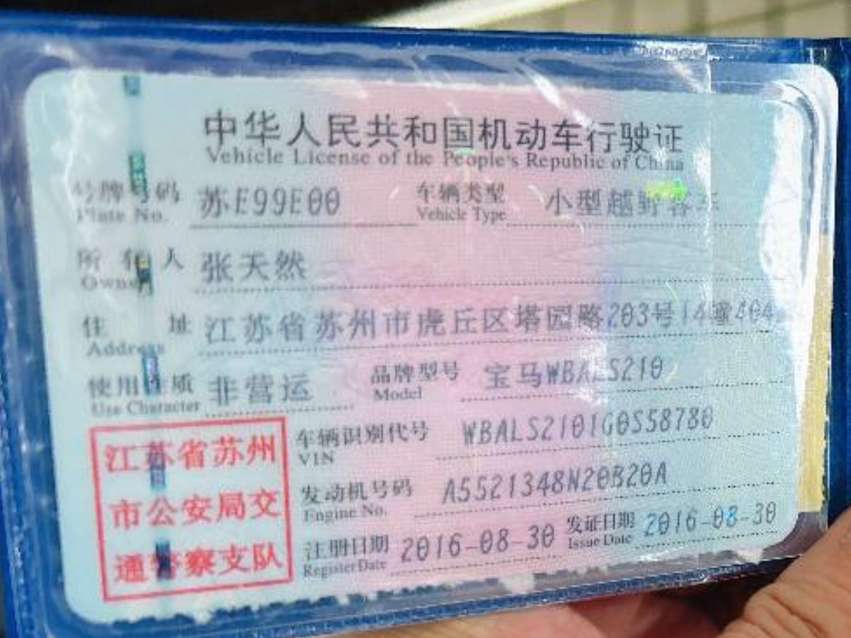 中华人民共和国机动车行驶证
Vehicle License of the People's Republic of China
号牌号码 苏E99E00 车辆类型 小型越野客车
Plate No. Vehicle Type
所有人 张天然
Owner
住址 江苏省苏州市虎丘区塔园路203号14幢404
Address
使用性质 非营运 品牌型号 宝马WBALS210
Use Character Model
江苏省苏州
市公安局交
通警察支队
车辆识别代号 WBALS2101G0S58780
VIN
发动机号码 A5521348N20B20A
Engine No.
注册日期 2016-08-30 发证日期 2016-08-30
Register Date Issue Date